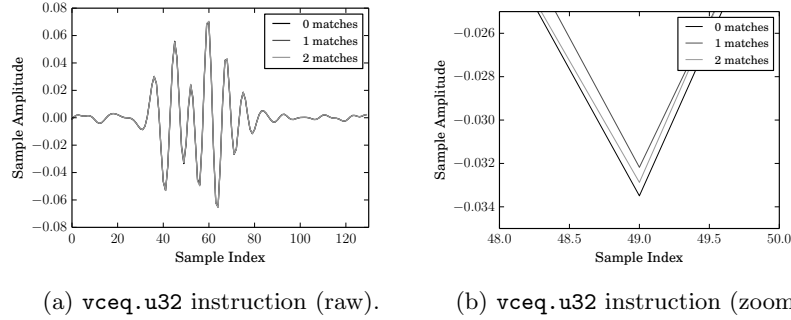 0.08
0.06
0.04
0.02
0.00
−0.02
−0.04
−0.06
−0.08
Sample Amplitude
0 matches
1 matches
2 matches
0 20 40 60 80 100 120
Sample Index
(a) vceq.u32 instruction (raw).
−0.026
−0.028
−0.030
−0.032
−0.034
Sample Amplitude
0 matches
1 matches
2 matches
48.0 48.5 49.0 49.5 50.0
Sample Index
(b) vceq.u32 instruction (zoom